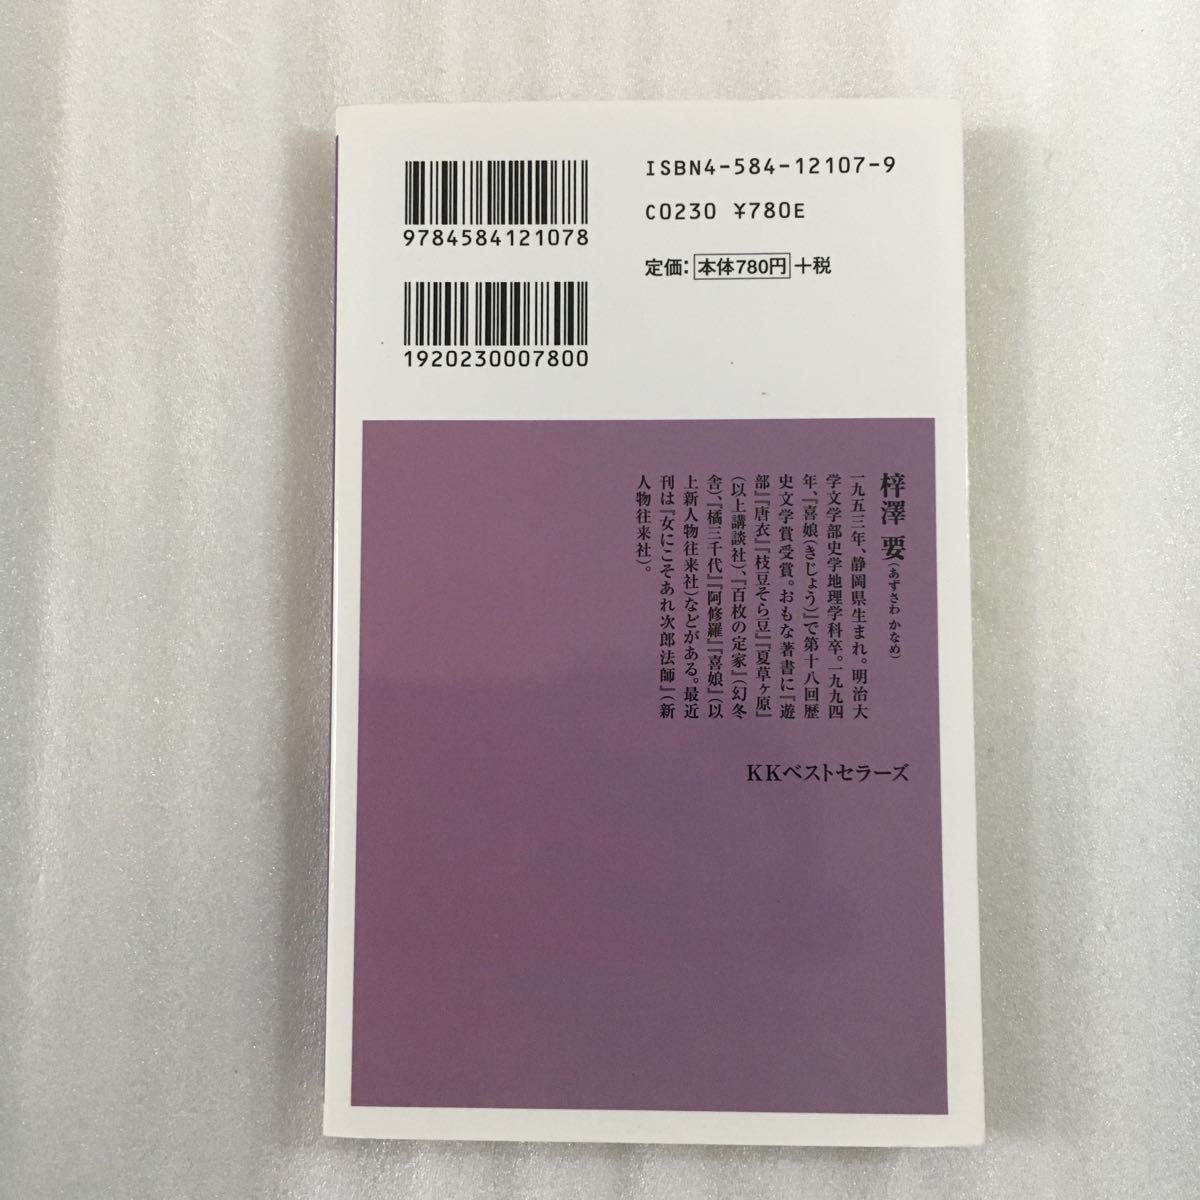 ISBN4-584-12107-9
C0230 ¥780E
定価：本体780円＋税
9784584121078
1920230007800
梓澤 要（あずさわ かなめ）
一九五三年、静岡県生まれ。明治大
学文学部史学地理学科卒。一九九四
年、『喜娘（きじょう）』で第十八回歴
史文学賞受賞。おもな著書に『遊
部』『唐衣』『枝豆そら豆』『夏草ヶ原』
（以上講談社）、『百枚の定家』（幻冬
舎）、『橘三千代』『阿修羅』『喜娘』（以
上新人物往来社）などがある。最近
刊は『女にこそあれ次郎法師』（新
人物往来社）。
KKベストセラーズ